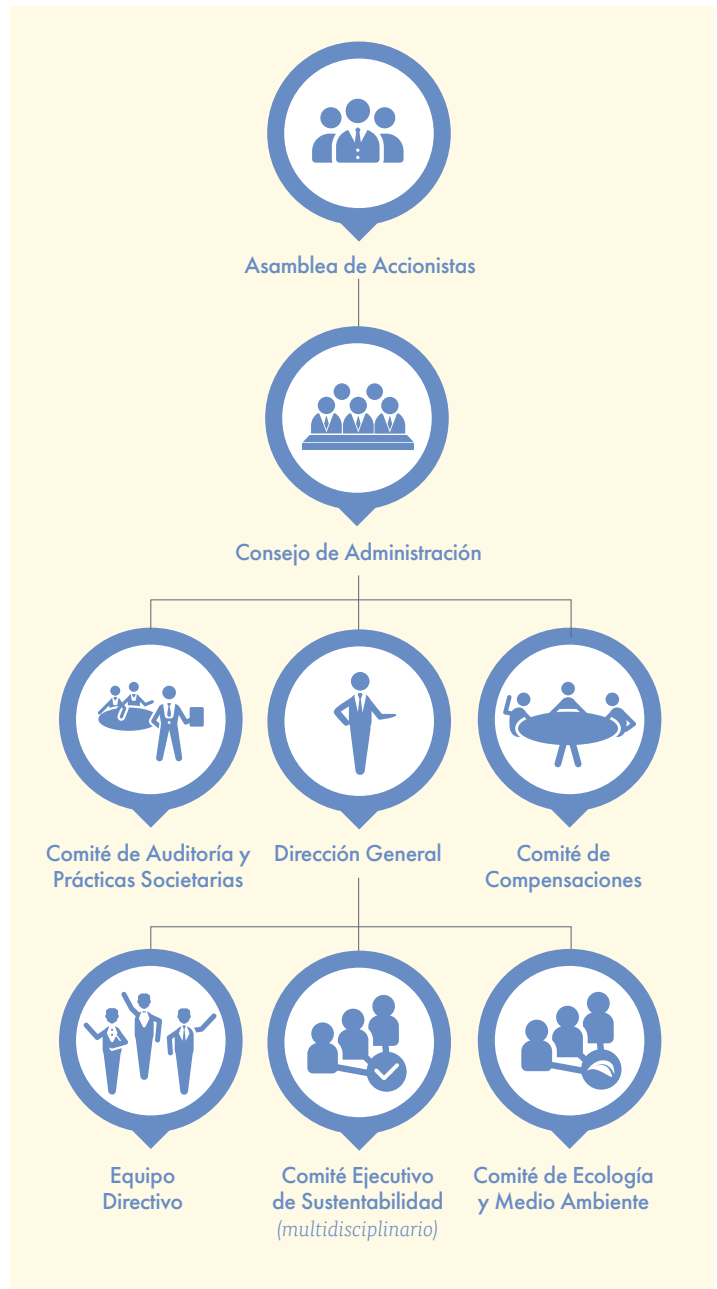 Asamblea de Accionistas
Consejo de Administración
Comité de Auditoría y
Prácticas Societarias
Dirección General
Comité de
Compensaciones
Equipo
Directivo
Comité Ejecutivo
de Sustentabilidad
(multidisciplinario)
Comité de Ecología
y Medio Ambiente